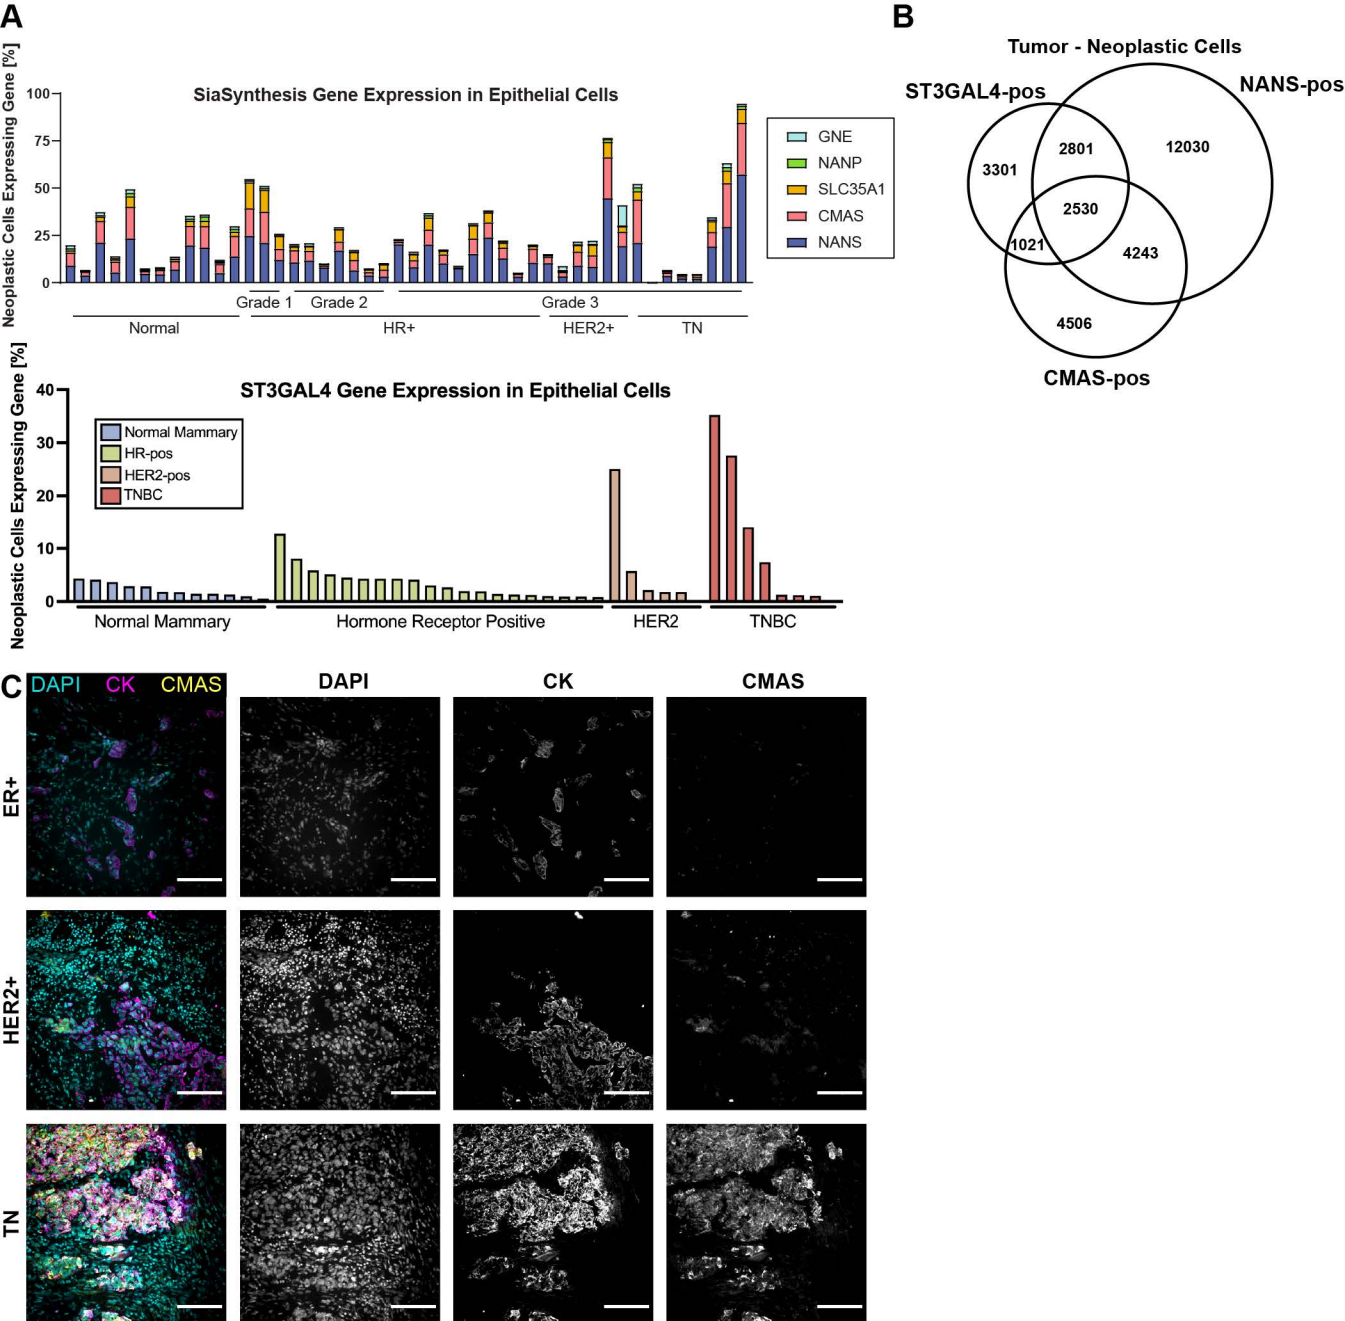 A
SiaSynthesis Gene Expression in Epithelial Cells
Neoplastic Cells Expressing Gene [%]
100
75
50
25
0
GNE
NANP
SLC35A1
CMAS
NANS
Grade 1
Grade 2
Grade 3
Normal
HR+
HER2+
TN
ST3GAL4 Gene Expression in Epithelial Cells
Neoplastic Cells Expressing Gene [%]
40
30
20
10
0
Normal Mammary
HR-pos
HER2-pos
TNBC
Normal Mammary
Hormone Receptor Positive
HER2
TNBC
B
Tumor - Neoplastic Cells
ST3GAL4-pos
NANS-pos
3301
2801
12030
2530
1021
4243
4506
CMAS-pos
C
DAPI CK CMAS
DAPI
CK
CMAS
ER+
HER2+
TN